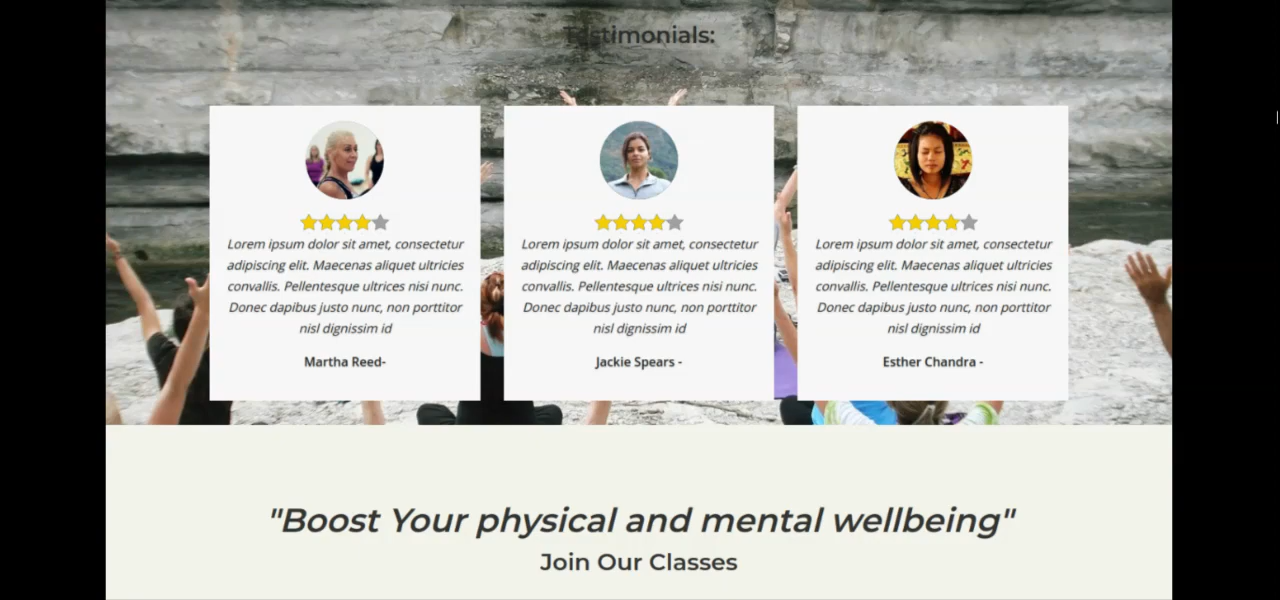 Testimonials:
Lorem ipsum dolor sit amet, consectetur
adipiscing elit. Maecenas aliquet ultricies
convallis. Pellentesque ultrices nisi nunc.
Donec dapibus justo nunc, non porttitor
nisl dignissim id
Martha Reed-
Lorem ipsum dolor sit amet, consectetur
adipiscing elit. Maecenas aliquet ultricies
convallis. Pellentesque ultrices nisi nunc.
Donec dapibus justo nunc, non porttitor
nisl dignissim id
Jackie Spears -
Lorem ipsum dolor sit amet, consectetur
adipiscing elit. Maecenas aliquet ultricies
convallis. Pellentesque ultrices nisi nunc.
Donec dapibus justo nunc, non porttitor
nisl dignissim id
Esther Chandra -
"Boost Your physical and mental wellbeing"
Join Our Classes